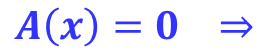 A(x) = 0 ⇒